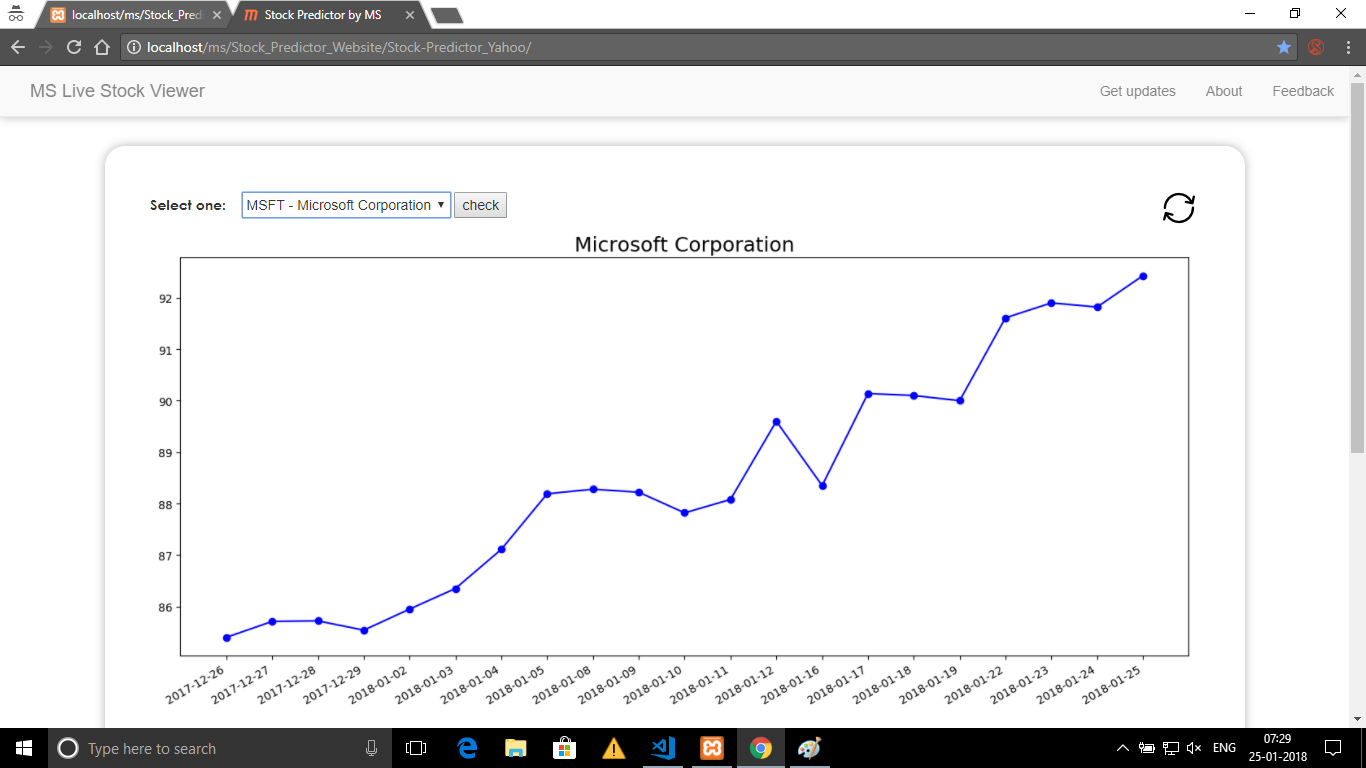 localhost/ms/Stock_Pred
Stock Predictor by MS
localhost/ms/Stock_Predictor_Website/Stock-Predictor_Yahoo/
MS Live Stock Viewer
Get updates
About
Feedback
Select one:
MSFT - Microsoft Corporation
check
Microsoft Corporation
92
91
90
89
88
87
86
2017-12-26
2017-12-27
2017-12-28
2017-12-29
2018-01-02
2018-01-03
2018-01-04
2018-01-05
2018-01-08
2018-01-09
2018-01-10
2018-01-11
2018-01-12
2018-01-16
2018-01-17
2018-01-18
2018-01-19
2018-01-22
2018-01-23
2018-01-24
2018-01-25
Type here to search
ENG
07:29
25-01-2018